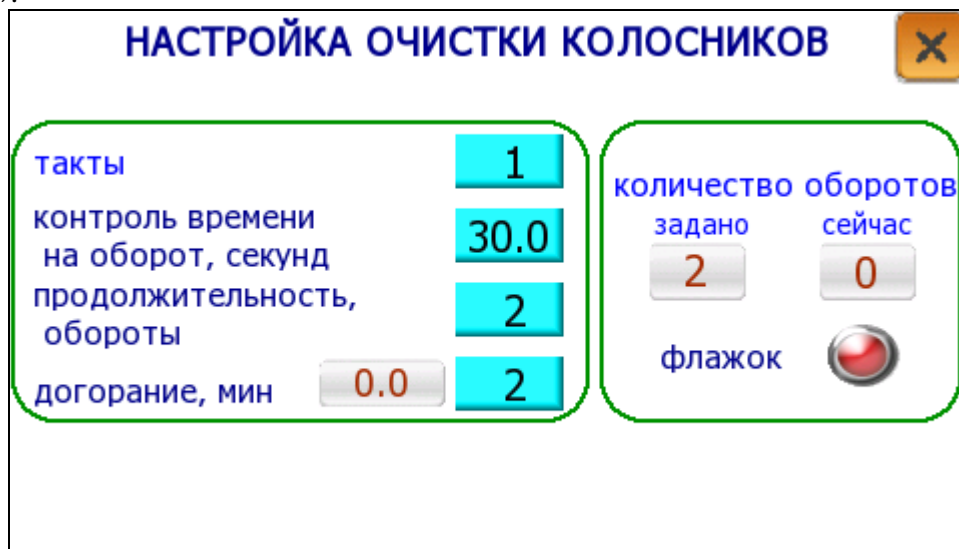 НАСТРОЙКА ОЧИСТКИ КОЛОСНИКОВ
такты 1
контроль времени
на оборот, секунд 30.0
продолжительность,
обороты 2
догорание, мин 0.0 2
количество оборотов
задано сейчас
2 0
флажок